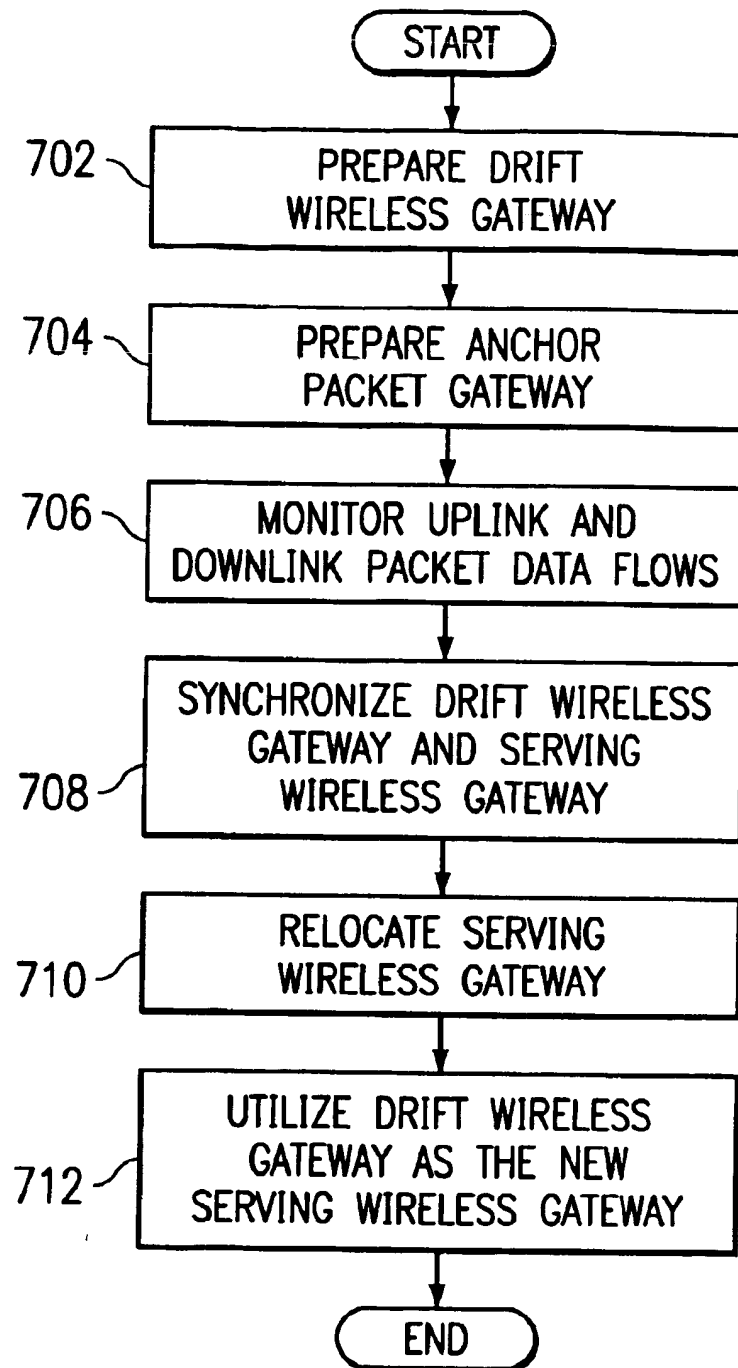 START
702
PREPARE DRIFT
WIRELESS GATEWAY
704
PREPARE ANCHOR
PACKET GATEWAY
706
MONITOR UPLINK AND
DOWNLINK PACKET DATA FLOWS
708
SYNCHRONIZE DRIFT WIRELESS
GATEWAY AND SERVING
WIRELESS GATEWAY
710
RELOCATE SERVING
WIRELESS GATEWAY
712
UTILIZE DRIFT WIRELESS
GATEWAY AS THE NEW
SERVING WIRELESS GATEWAY
END